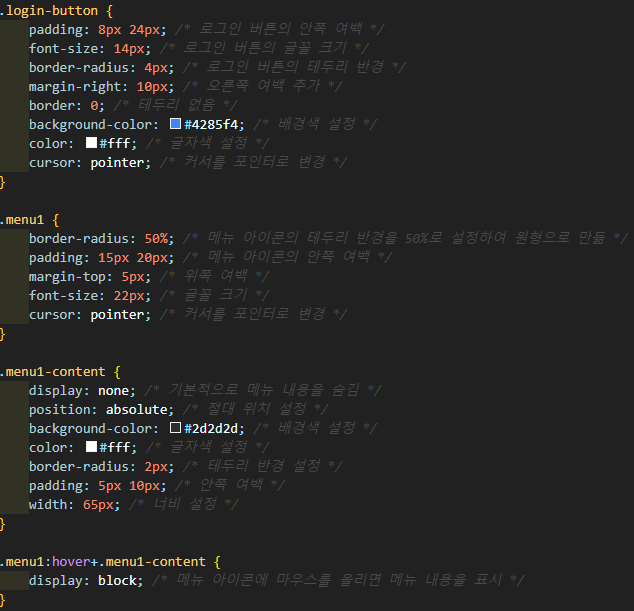 .login-button {
    padding: 8px 24px; /* 로그인 버튼의 안쪽 여백 */
    font-size: 14px; /* 로그인 버튼의 글꼴 크기 */
    border-radius: 4px; /* 로그인 버튼의 테두리 반경 */
    margin-right: 10px; /* 오른쪽 여백 추가 */
    border: 0; /* 테두리 없음 */
    background-color: #4285f4; /* 배경색 설정 */
    color: #fff; /* 글자색 설정 */
    cursor: pointer; /* 커서를 포인터로 변경 */
}
.menu1 {
    border-radius: 50%; /* 메뉴 아이콘의 테두리 반경을 50%로 설정하여 원형으로 만듦 */
    padding: 15px 20px; /* 메뉴 아이콘의 안쪽 여백 */
    margin-top: 5px; /* 위쪽 여백 */
    font-size: 22px; /* 글꼴 크기 */
    cursor: pointer; /* 커서를 포인터로 변경 */
}
.menu1-content {
    display: none; /* 기본적으로 메뉴 내용을 숨김 */
    position: absolute; /* 절대 위치 설정 */
    background-color: #2d2d2d; /* 배경색 설정 */
    color: #fff; /* 글자색 설정 */
    border-radius: 2px; /* 테두리 반경 설정 */
    padding: 5px 10px; /* 안쪽 여백 */
    width: 65px; /* 너비 설정 */
}
.menu1:hover+.menu1-content {
    display: block; /* 메뉴 아이콘에 마우스를 올리면 메뉴 내용을 표시 */
}